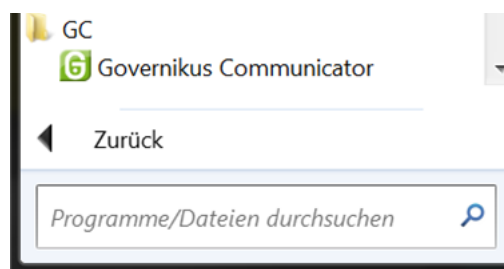 GC
Governikus Communicator
Zurück
Programme/Dateien durchsuchen